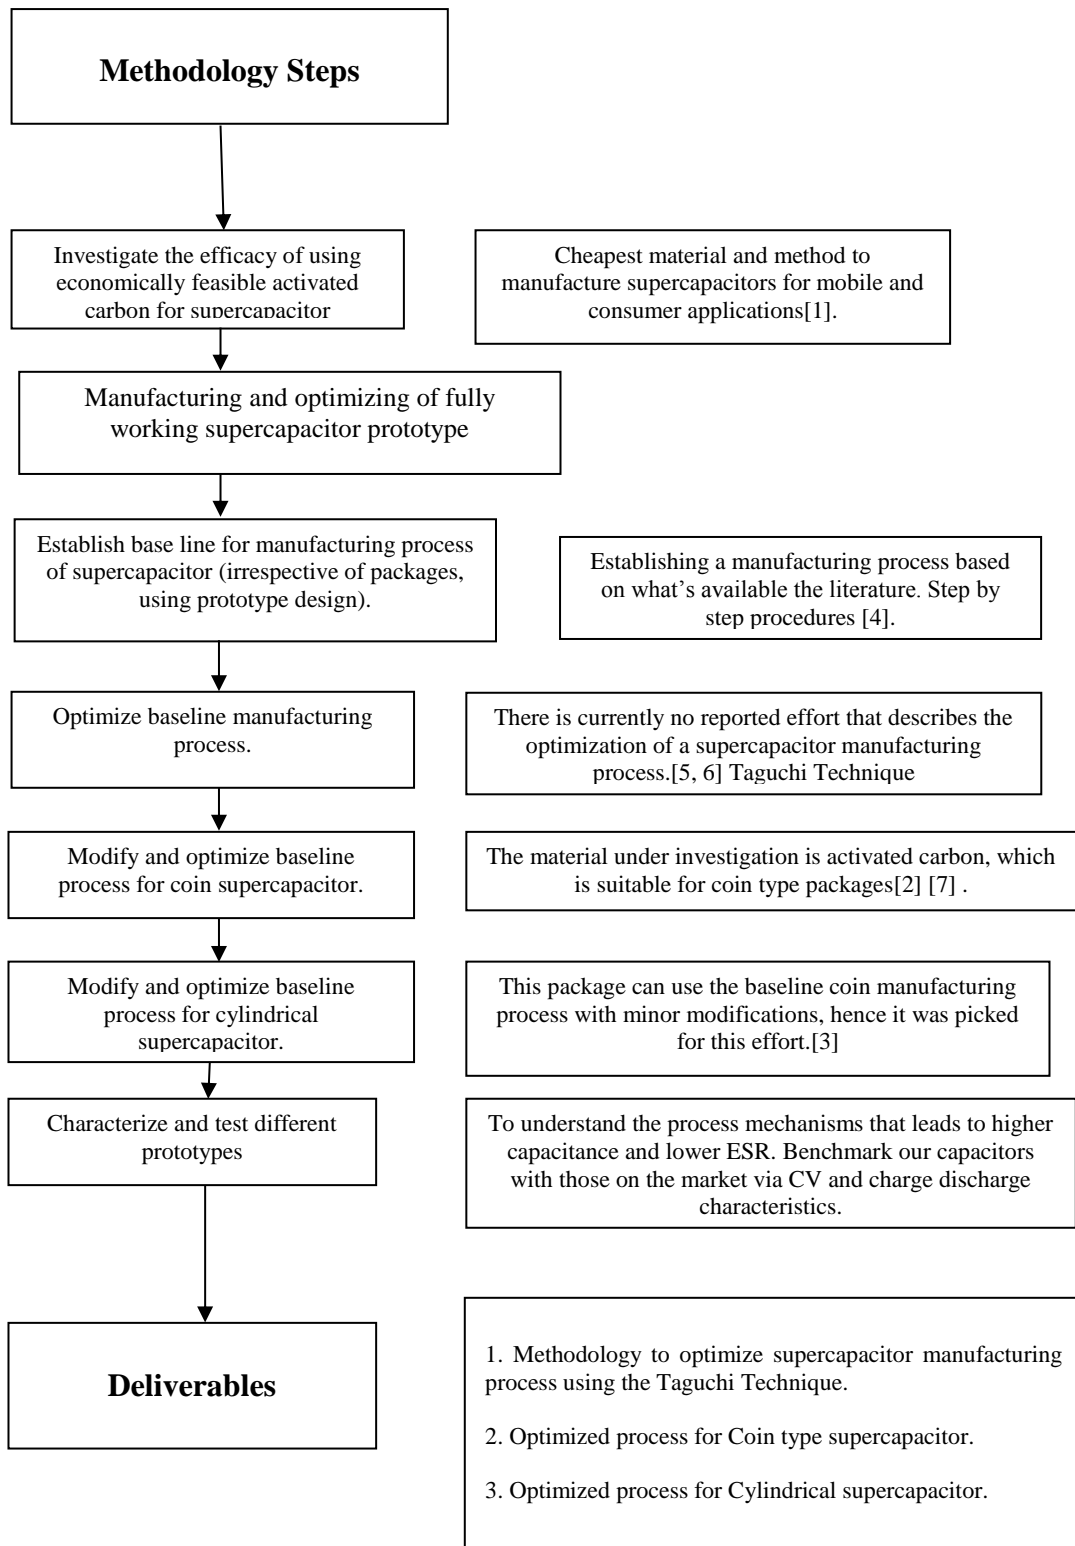 Methodology Steps
Investigate the efficacy of using
economically feasible activated
carbon for supercapacitor
Cheapest material and method to
manufacture supercapacitors for mobile and
consumer applications[1].
Manufacturing and optimizing of fully
working supercapacitor prototype
Establish base line for manufacturing process
of supercapacitor (irrespective of packages,
using prototype design).
Establishing a manufacturing process based
on what’s available the literature. Step by
step procedures [4].
Optimize baseline manufacturing
process.
There is currently no reported effort that describes the
optimization of a supercapacitor manufacturing
process.[5, 6] Taguchi Technique
Modify and optimize baseline
process for coin supercapacitor.
The material under investigation is activated carbon, which
is suitable for coin type packages[2] [7] .
Modify and optimize baseline
process for cylindrical
supercapacitor.
This package can use the baseline coin manufacturing
process with minor modifications, hence it was picked
for this effort.[3]
Characterize and test different
prototypes
To understand the process mechanisms that leads to higher
capacitance and lower ESR. Benchmark our capacitors
with those on the market via CV and charge discharge
characteristics.
Deliverables
1. Methodology to optimize supercapacitor manufacturing
process using the Taguchi Technique.
2. Optimized process for Coin type supercapacitor.
3. Optimized process for Cylindrical supercapacitor.